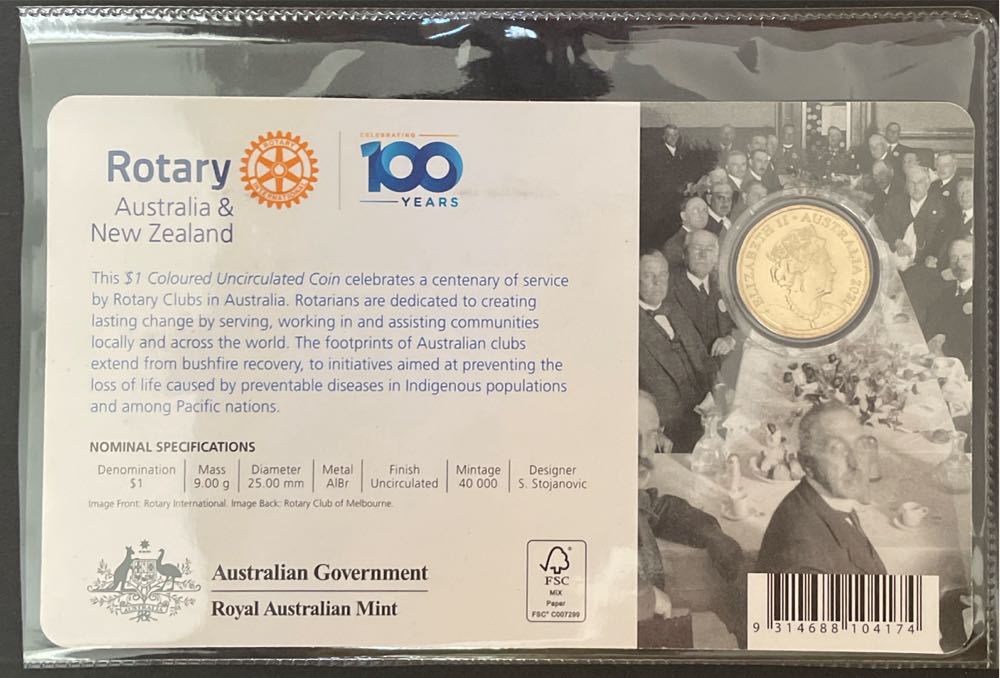 Rotary
Australia &
New Zealand
ROTARY
INTERNATIONAL
CELEBRATING
100
YEARS
This $1 Coloured Uncirculated Coin celebrates a centenary of service
by Rotary Clubs in Australia. Rotarians are dedicated to creating
lasting change by serving, working in and assisting communities
locally and across the world. The footprints of Australian clubs
extend from bushfire recovery, to initiatives aimed at preventing the
loss of life caused by preventable diseases in Indigenous populations
and among Pacific nations.
NOMINAL SPECIFICATIONS
Denomination Mass Diameter Metal Finish Mintage Designer
$1 9.00 g 25.00 mm AlBr Uncirculated 40 000 S. Stojanovic
Image Front: Rotary International. Image Back: Rotary Club of Melbourne.
AUSTRALIA
Australian Government
Royal Australian Mint
FSC
MIX
Paper
FSC® C007299
ELIZABETH II • AUSTRALIA 2021
9 314688 104174